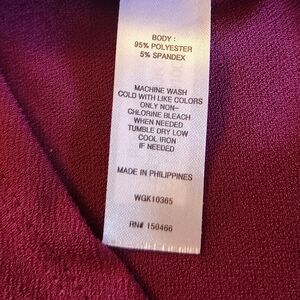 BODY :
95% POLYESTER
5% SPANDEX
MACHINE WASH
COLD WITH LIKE COLORS
ONLY NON-
CHLORINE BLEACH
WHEN NEEDED
TUMBLE DRY LOW
COOL IRON
IF NEEDED
MADE IN PHILIPPINES
WGK10365
RN# 150466